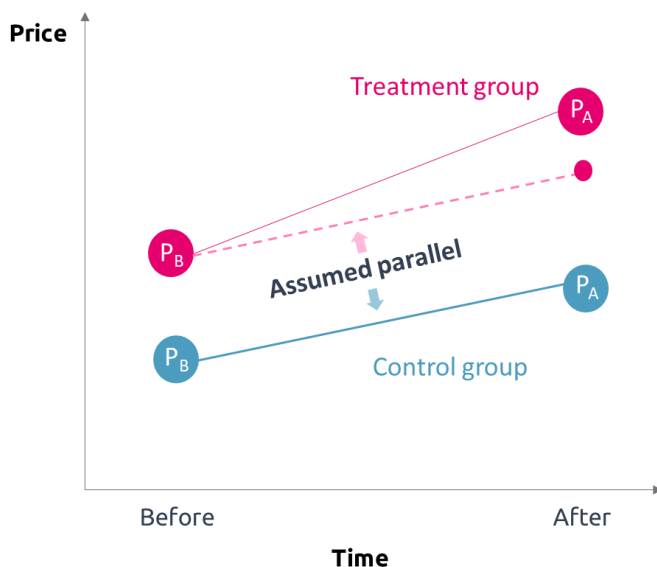 Price
Treatment group
PA
PB
Assumed parallel
PA
PB
Control group
Before
After
Time